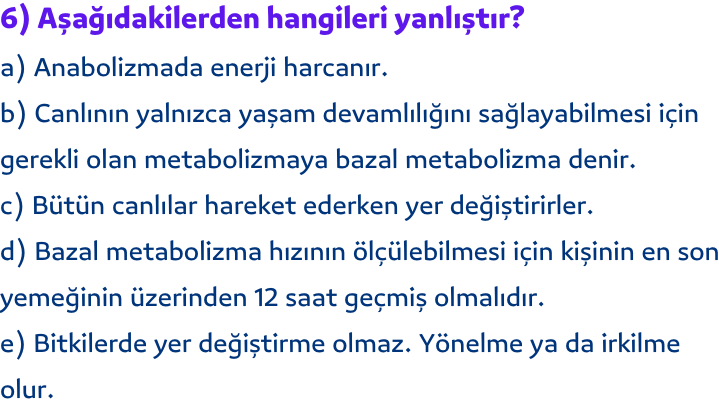 6) Aşağıdakilerden hangileri yanlıştır?
a) Anabolizmada enerji harcanır.
b) Canlının yalnızca yaşam devamlılığını sağlayabilmesi için
gerekli olan metabolizmaya bazal metabolizma denir.
c) Bütün canlılar hareket ederken yer değiştirirler.
d) Bazal metabolizma hızının ölçülebilmesi için kişinin en son
yemeğinin üzerinden 12 saat geçmiş olmalıdır.
e) Bitkilerde yer değiştirme olmaz. Yönelme ya da irkilme
olur.